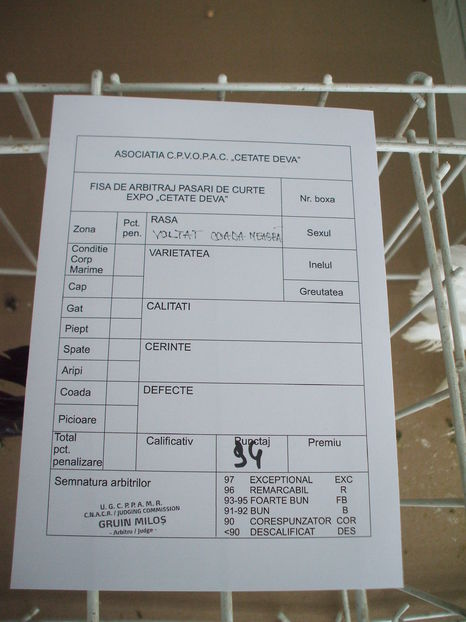 ASOCIATIA C.P.V.O.P.A.C. „CETATE DEVA"
FISA DE ARBITRAJ PASARI DE CURTE
EXPO „CETATE DEVA"
Nr. boxa
Zona
Pct.
pen.
RASA
VOLTAT COADA NEAGRĂ
Sexul
Conditie
Corp
Marime
VARIETATEA
Inelul
Cap
Greutatea
Gat
CALITATI
Piept
Spate
CERINTE
Aripi
Coada
DEFECTE
Picioare
Total
pct.
penalizare
Calificativ
Punctaj
94
Premiu
Semnatura arbitrilor
97 EXCEPTIONAL EXC
96 REMARCABIL R
93-95 FOARTE BUN FB
91-92 BUN B
90 CORESPUNZATOR COR
<90 DESCALIFICAT DES
U. G. C. P. P. A. M. R.
C.N.A.C.R. / JUDGING COMMISSION
GRUIN MILOȘ
- Arbitru / Judge -